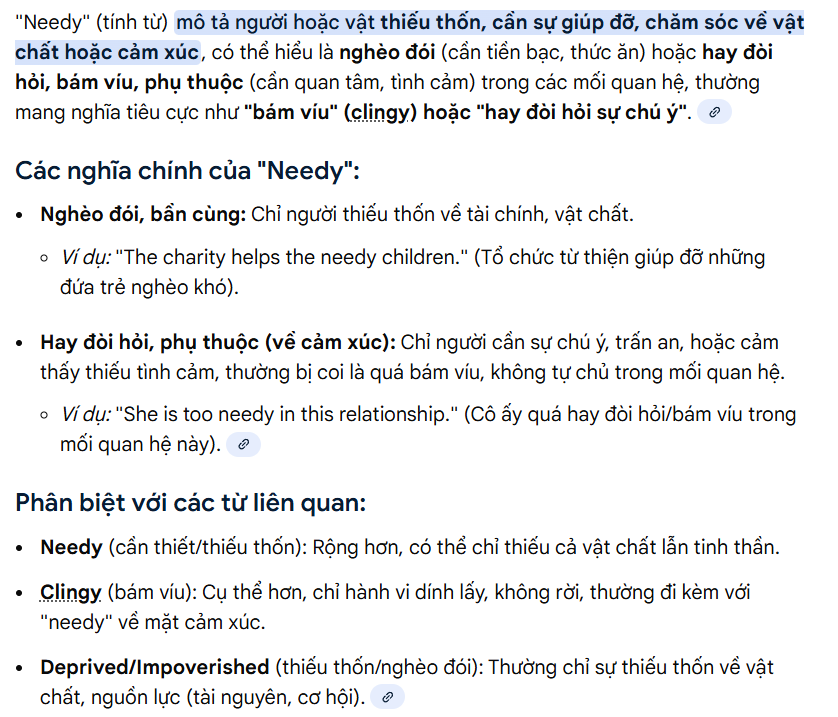 "Needy" (tính từ) mô tả người hoặc vật thiếu thốn, cần sự giúp đỡ, chăm sóc về vật
chất hoặc cảm xúc, có thể hiểu là nghèo đói (cần tiền bạc, thức ăn) hoặc hay đòi
hỏi, bám víu, phụ thuộc (cần quan tâm, tình cảm) trong các mối quan hệ, thường
mang nghĩa tiêu cực như "bám víu" (clingy) hoặc "hay đòi hỏi sự chú ý".
Các nghĩa chính của "Needy":
• Nghèo đói, bần cùng: Chỉ người thiếu thốn về tài chính, vật chất.
◦ Ví dụ: "The charity helps the needy children." (Tổ chức từ thiện giúp đỡ những
đứa trẻ nghèo khó).
• Hay đòi hỏi, phụ thuộc (về cảm xúc): Chỉ người cần sự chú ý, trấn an, hoặc cảm
thấy thiếu tình cảm, thường bị coi là quá bám víu, không tự chủ trong mối quan hệ.
◦ Ví dụ: "She is too needy in this relationship." (Cô ấy quá hay đòi hỏi/bám víu trong
mối quan hệ này).
Phân biệt với các từ liên quan:
• Needy (cần thiết/thiếu thốn): Rộng hơn, có thể chỉ thiếu cả vật chất lẫn tinh thần.
• Clingy (bám víu): Cụ thể hơn, chỉ hành vi dính lấy, không rời, thường đi kèm với
"needy" về mặt cảm xúc.
• Deprived/Impoverished (thiếu thốn/nghèo đói): Thường chỉ sự thiếu thốn về vật
chất, nguồn lực (tài nguyên, cơ hội).